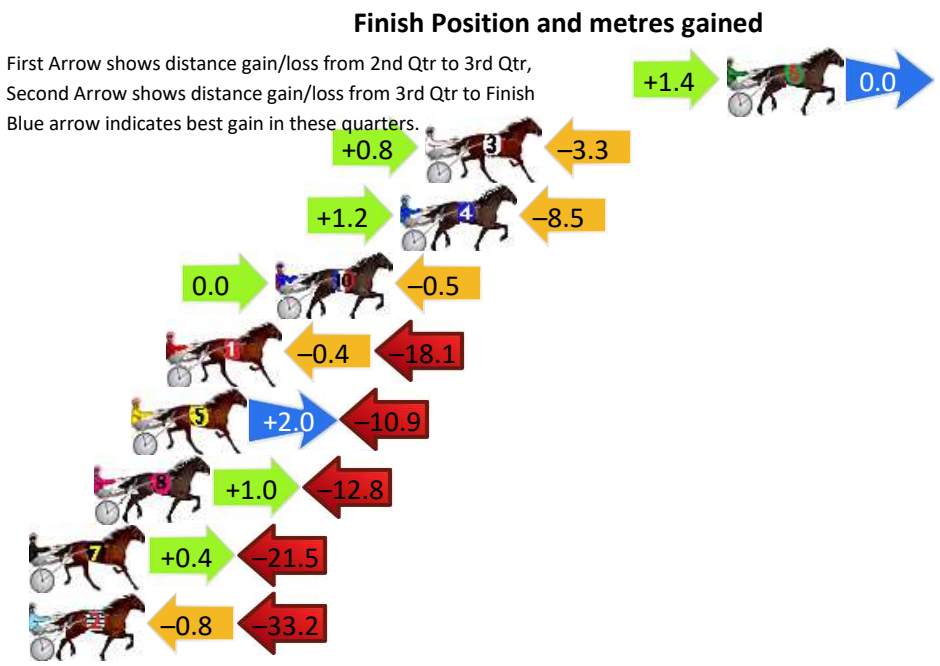 Finish Position and metres gained
First Arrow shows distance gain/loss from 2nd Qtr to 3rd Qtr,
Second Arrow shows distance gain/loss from 3rd Qtr to Finish
Blue arrow indicates best gain in these quarters.
+1.4 6 0.0
+0.8 3 –3.3
+1.2 4 –8.5
0.0 10 –0.5
1 –0.4 –18.1
5 +2.0 –10.9
8 +1.0 –12.8
7 +0.4 –21.5
2 –0.8 –33.2